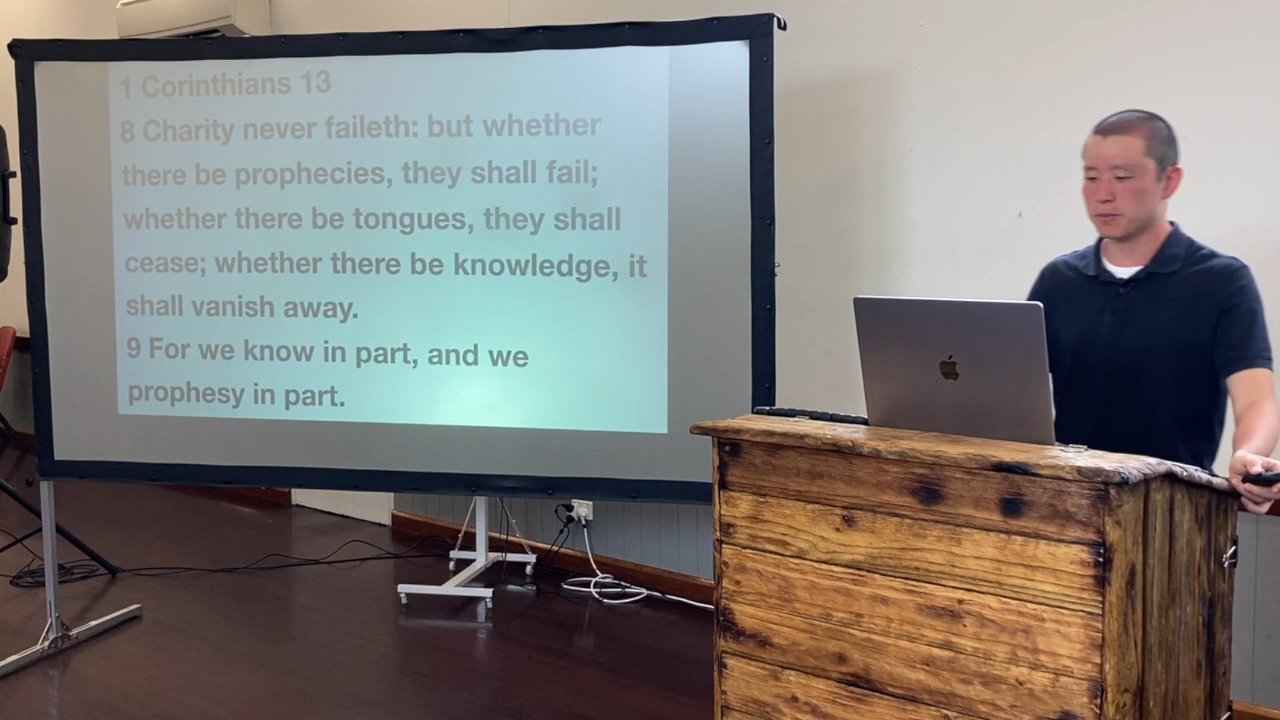 1 Corinthians 13
8 Charity never faileth: but whether
there be prophecies, they shall fail;
whether there be tongues, they shall
cease; whether there be knowledge, it
shall vanish away.
9 For we know in part, and we
prophesy in part.